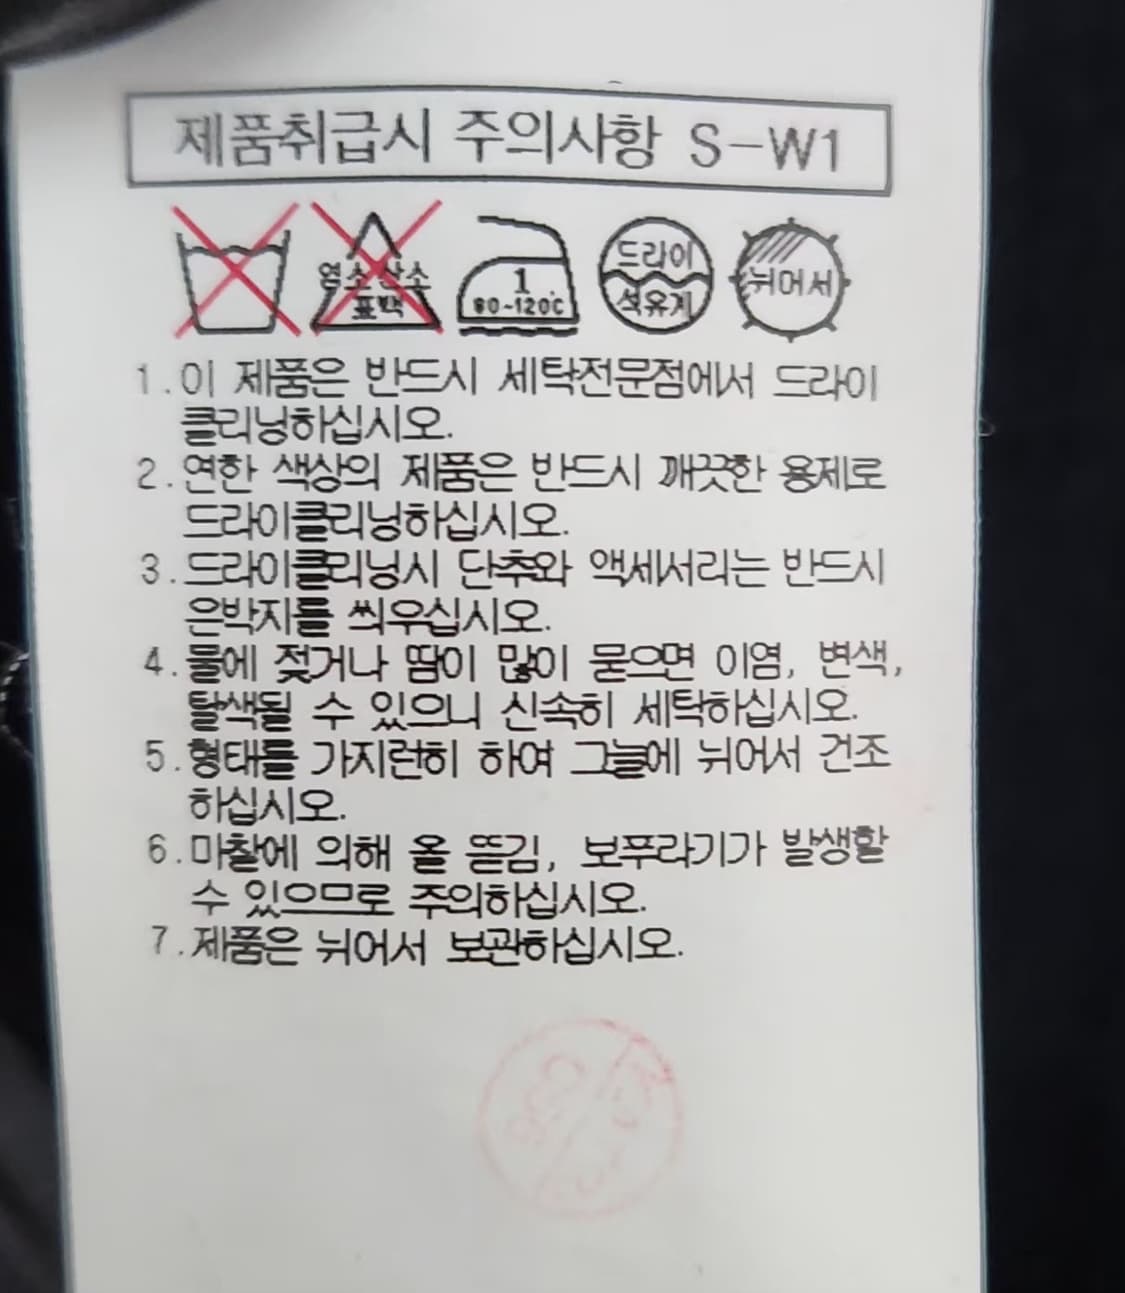 제품취급시 주의사항 S-W1
염소산소
표백
1.
80~120℃
드라이
석유계
뉘어서
1.이 제품은 반드시 세탁전문점에서 드라이
클리닝하십시오.
2.연한 색상의 제품은 반드시 깨끗한 용제로
드라이클리닝하십시오.
3.드라이클리닝시 단추와 액세서리는 반드시
은박지를 씌우십시오.
4.물에 젖거나 땀이 많이 묻으면 이염, 변색,
탈색될 수 있으니 신속히 세탁하십시오.
5.형태를 가지런히 하여 그늘에 뉘어서 건조
하십시오.
6.마찰에 의해 올 뜯김, 보푸라기가 발생할
수 있으므로 주의하십시오.
7.제품은 뉘어서 보관하십시오.